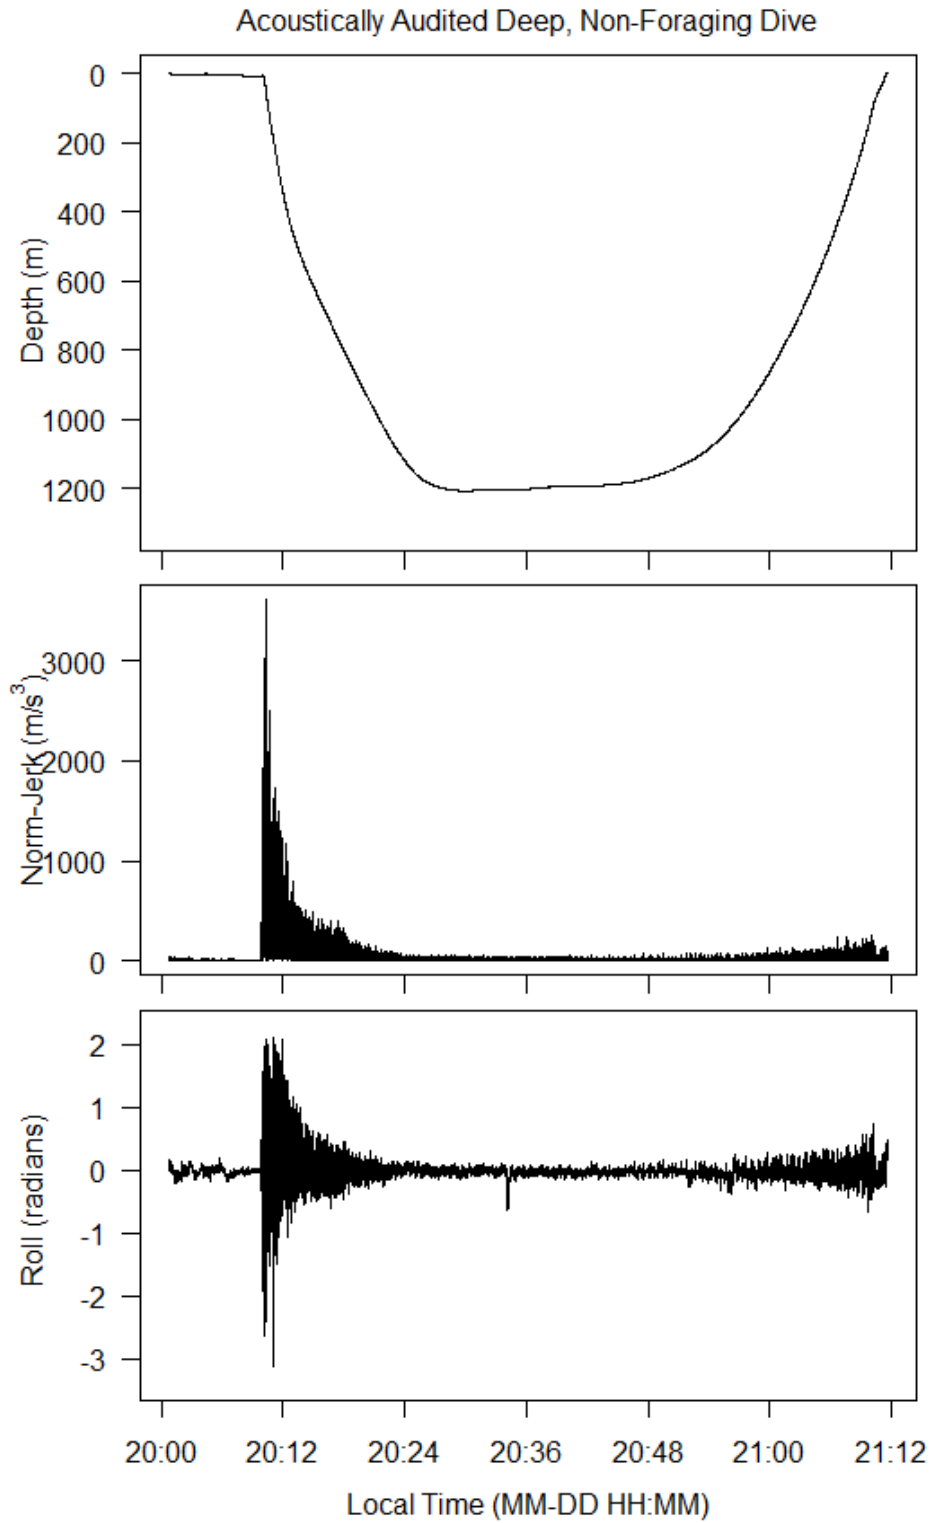 Acoustically Audited Deep, Non-Foraging Dive
Depth (m)
0
200
400
600
800
1000
1200
Norm-Jerk (m/s³)
3000
2000
1000
0
Roll (radians)
2
1
0
-1
-2
-3
20:00 20:12 20:24 20:36 20:48 21:00 21:12
Local Time (MM-DD HH:MM)